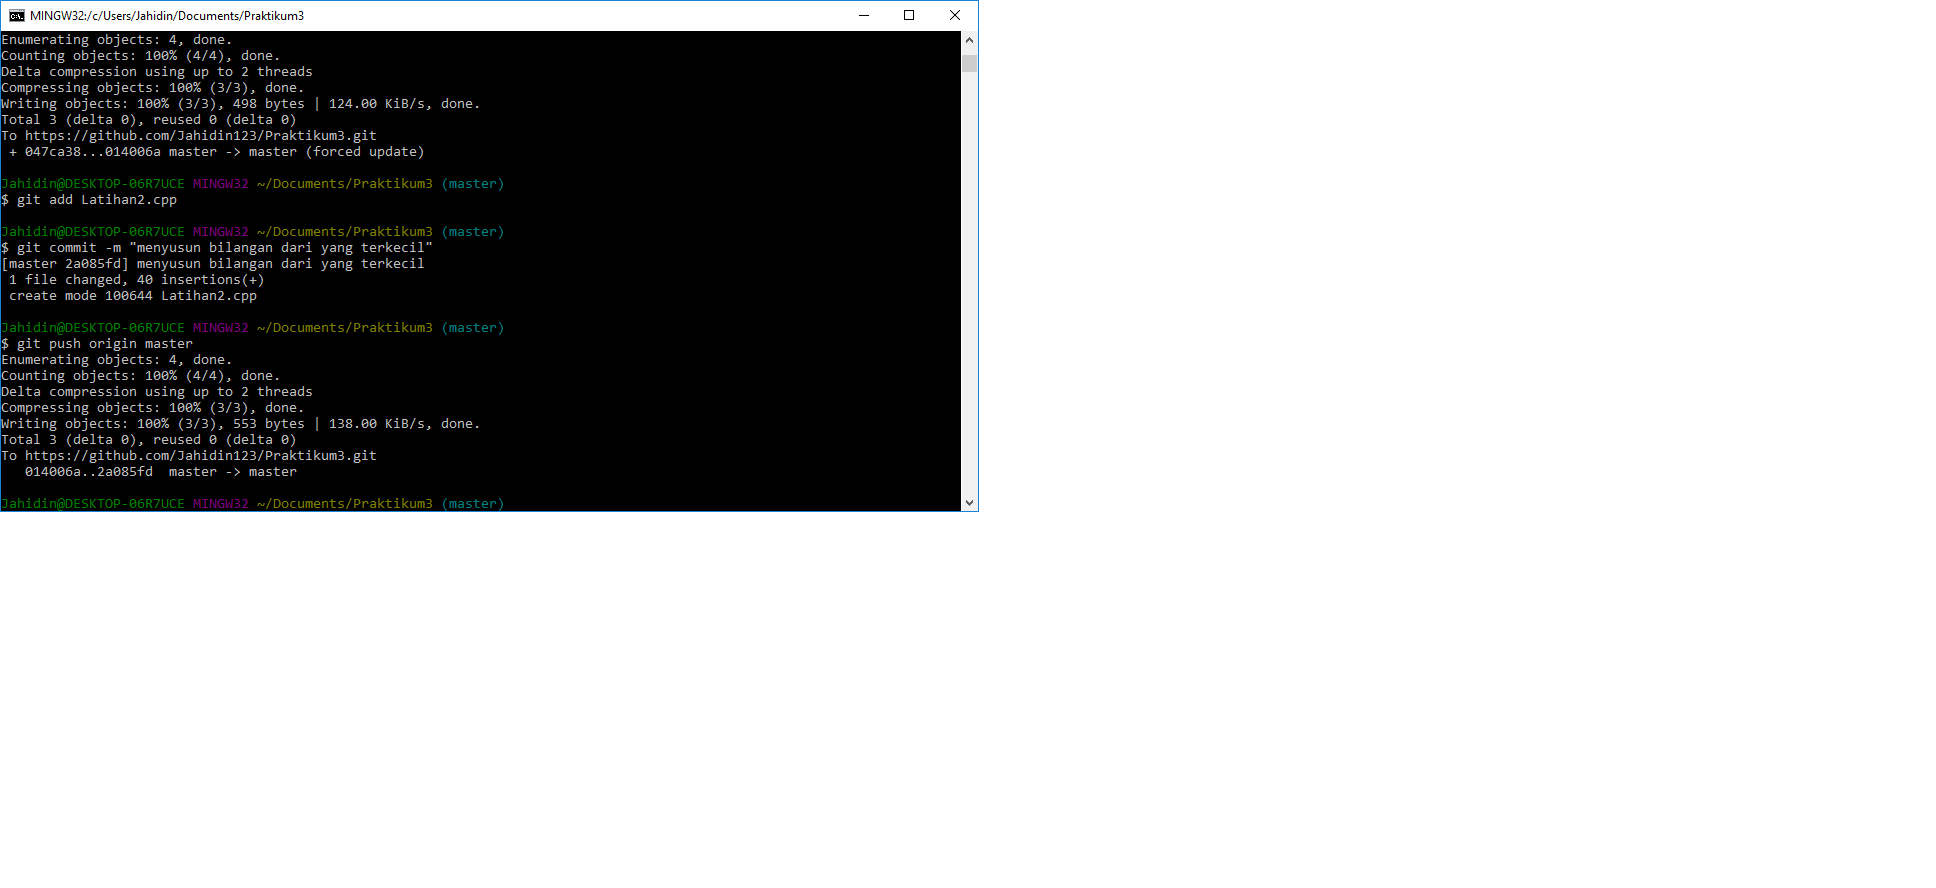 MINGW32:/c/Users/Jahidin/Documents/Praktikum3
Enumerating objects: 4, done.
Counting objects: 100% (4/4), done.
Delta compression using up to 2 threads
Compressing objects: 100% (3/3), done.
Writing objects: 100% (3/3), 498 bytes | 124.00 KiB/s, done.
Total 3 (delta 0), reused 0 (delta 0)
To https://github.com/Jahidin123/Praktikum3.git
 + 047ca38...014006a master -> master (forced update)
Jahidin@DESKTOP-06R7UCE MINGW32 ~/Documents/Praktikum3 (master)
$ git add Latihan2.cpp
Jahidin@DESKTOP-06R7UCE MINGW32 ~/Documents/Praktikum3 (master)
$ git commit -m "menyusun bilangan dari yang terkecil"
[master 2a085fd] menyusun bilangan dari yang terkecil
 1 file changed, 40 insertions(+)
 create mode 100644 Latihan2.cpp
Jahidin@DESKTOP-06R7UCE MINGW32 ~/Documents/Praktikum3 (master)
$ git push origin master
Enumerating objects: 4, done.
Counting objects: 100% (4/4), done.
Delta compression using up to 2 threads
Compressing objects: 100% (3/3), done.
Writing objects: 100% (3/3), 553 bytes | 138.00 KiB/s, done.
Total 3 (delta 0), reused 0 (delta 0)
To https://github.com/Jahidin123/Praktikum3.git
   014006a..2a085fd  master -> master
Jahidin@DESKTOP-06R7UCE MINGW32 ~/Documents/Praktikum3 (master)